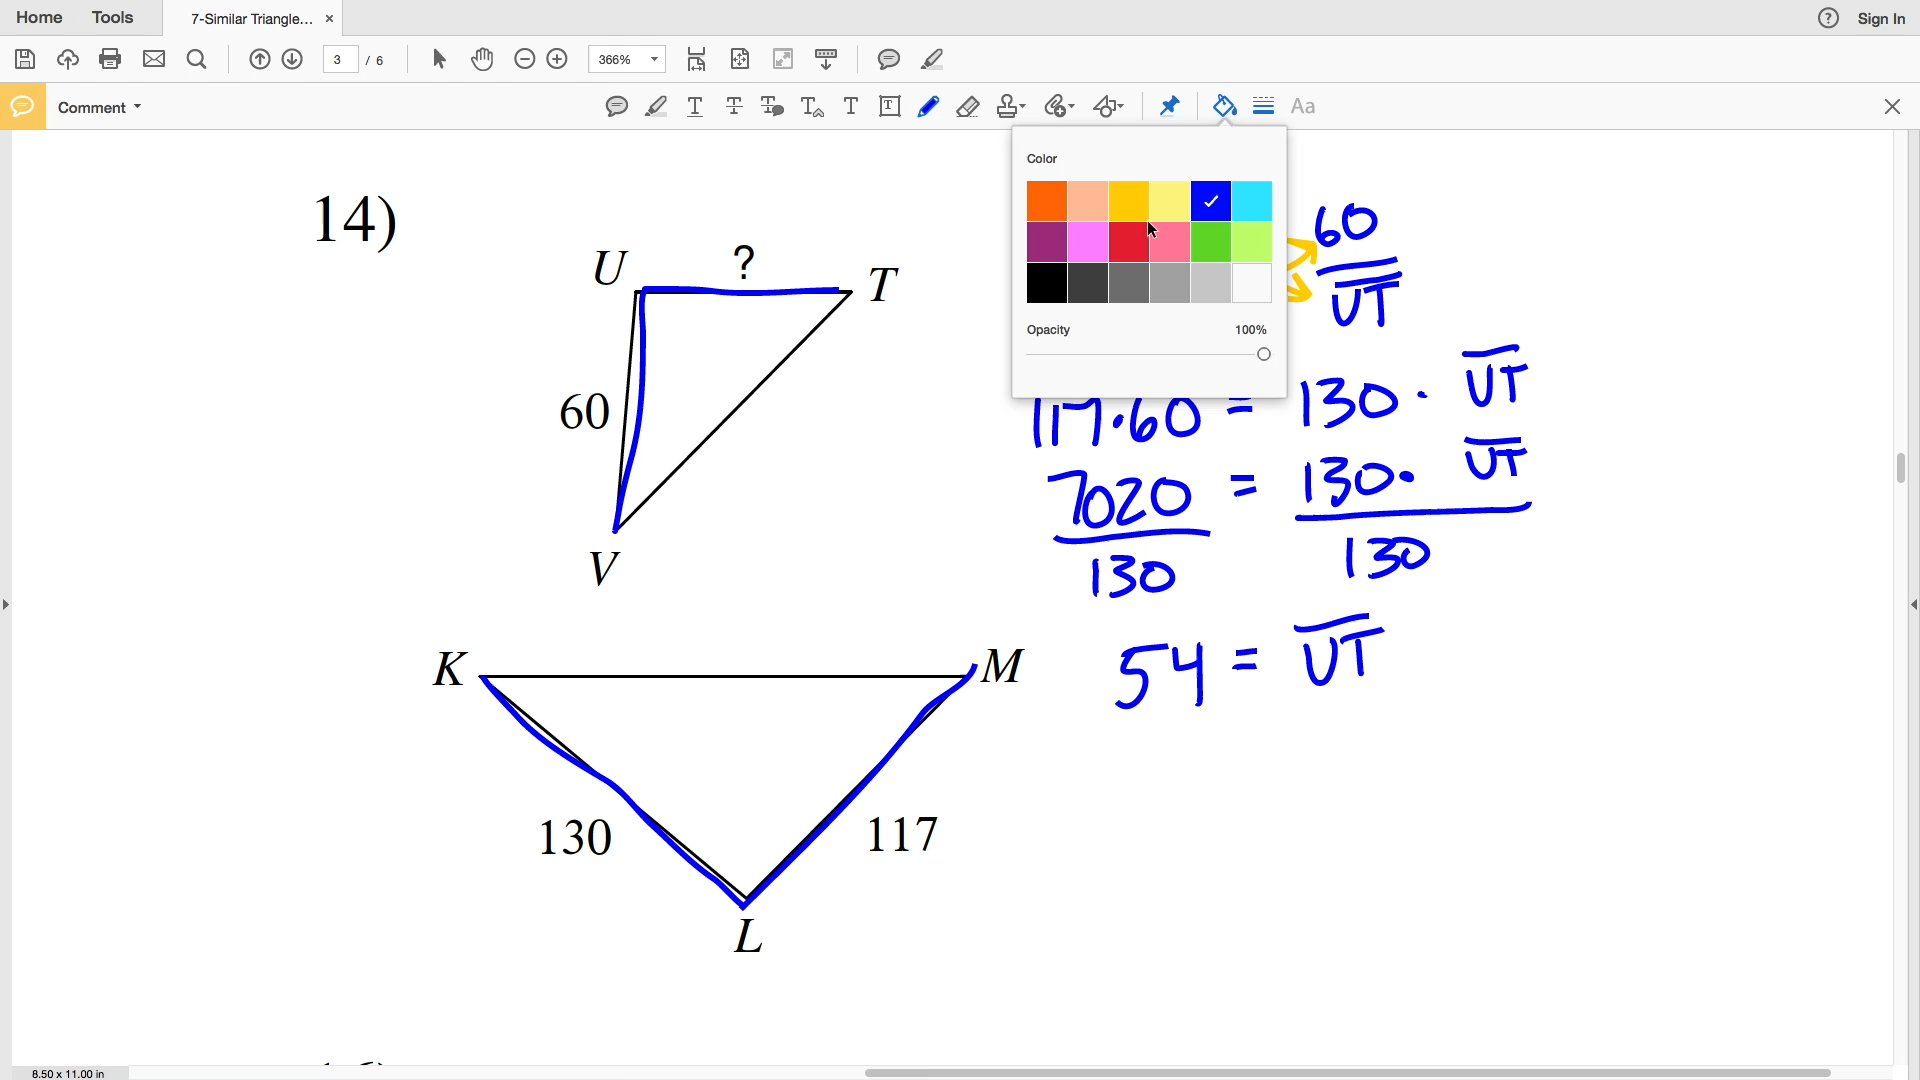 Home Tools 7-Similar Triangle... × ? Sign In
3 / 6 366%
Comment T T T T T T Aa
Color
14)
60
UT
U ? T
Opacity 100%
60
117·60 = 130 · UT
7020 = 130 · UT
130 130
V
54 = UT
K M
130 117
L
8.50 x 11.00 in